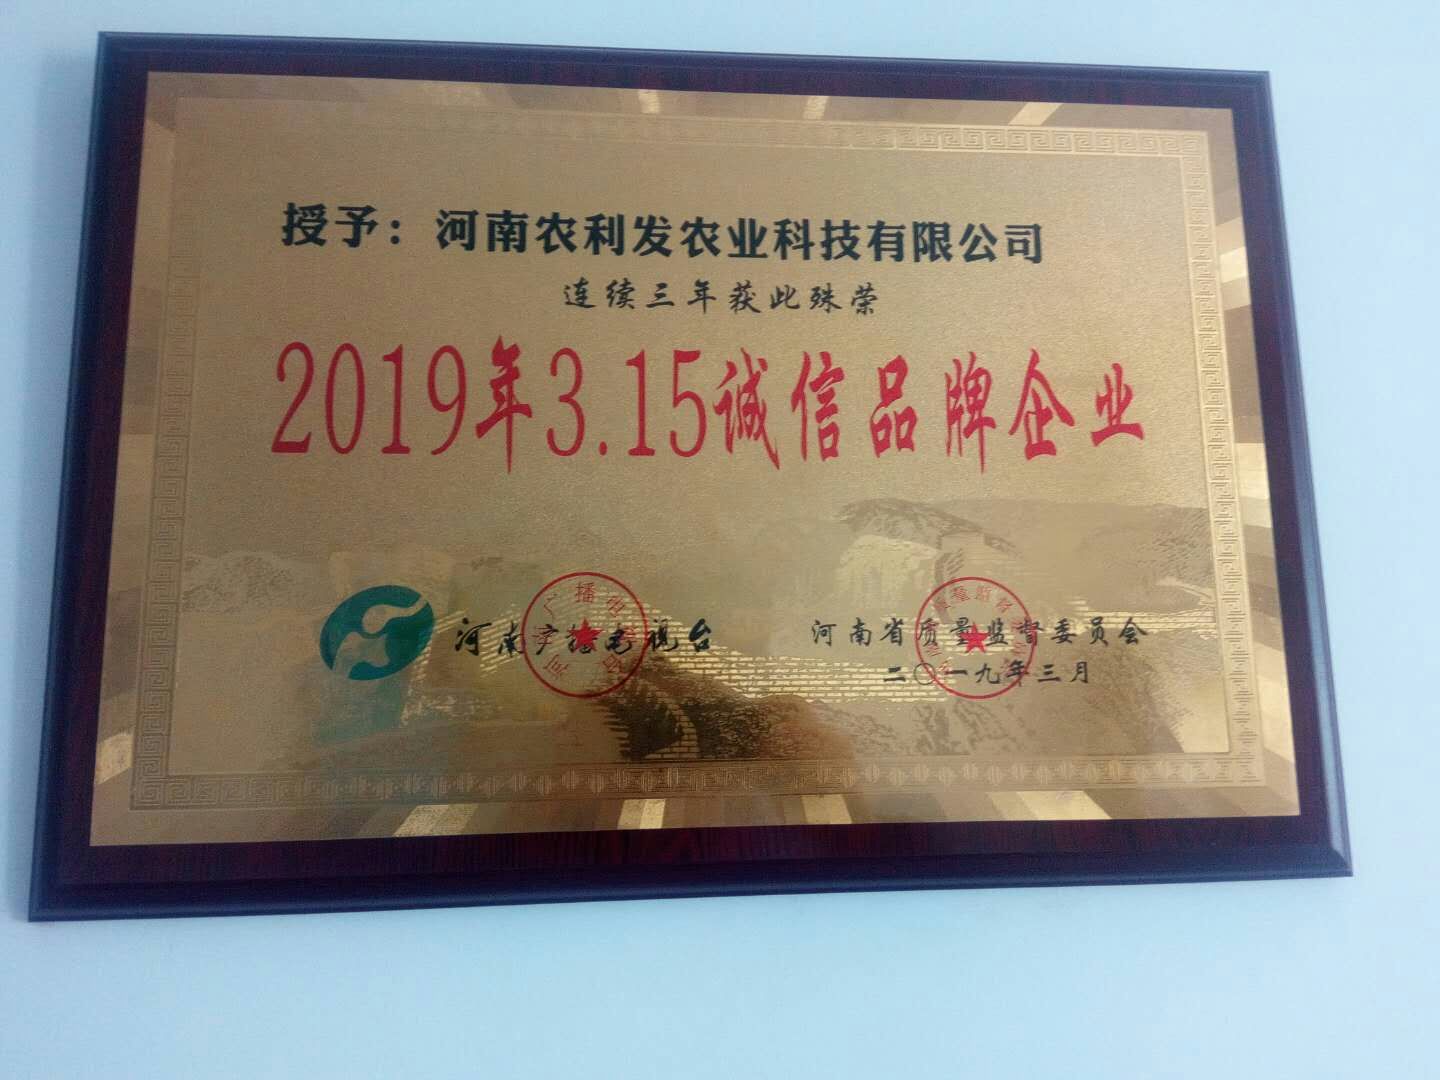 授予：河南农利发农业科技有限公司
连续三年获此殊荣
2019年3.15诚信品牌企业
河南广播电视台
河南省质量监督委员会
二〇一九年三月